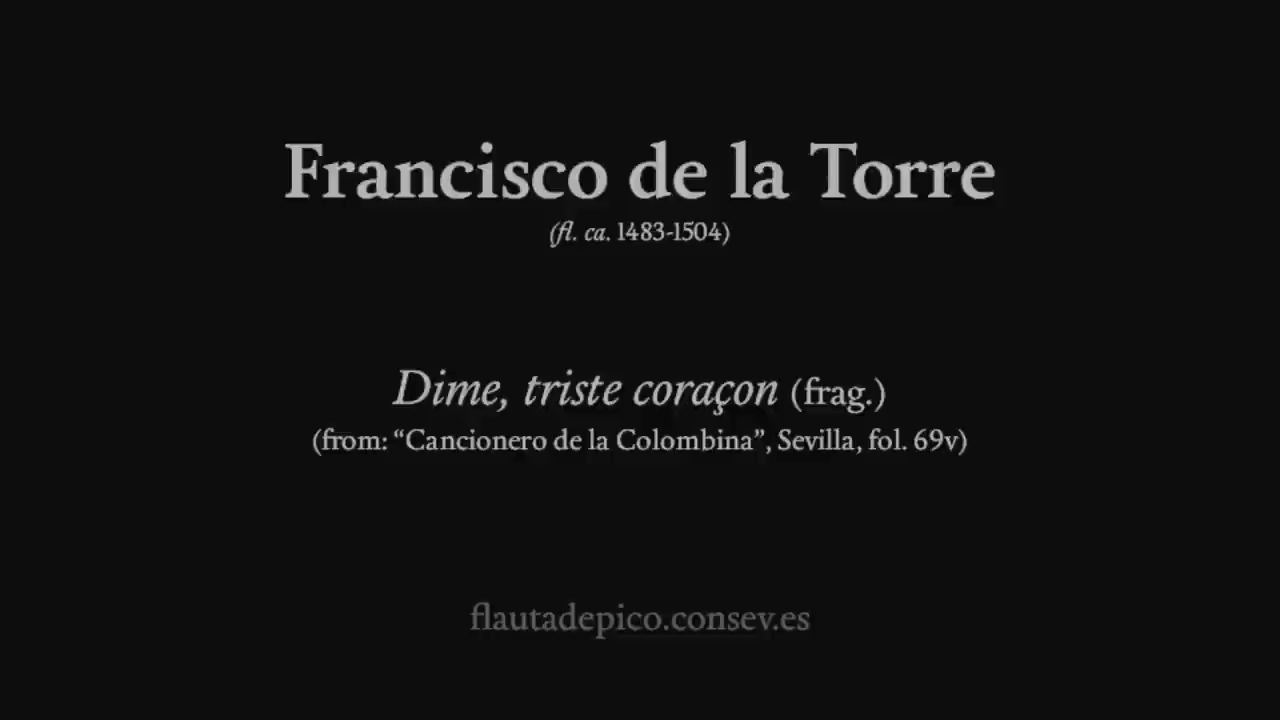 Francisco de la Torre
(fl. ca. 1483-1504)
Dime, triste coraçon (frag.)
(from: “Cancionero de la Colombina”, Sevilla, fol. 69v)
flautadepico.consev.es